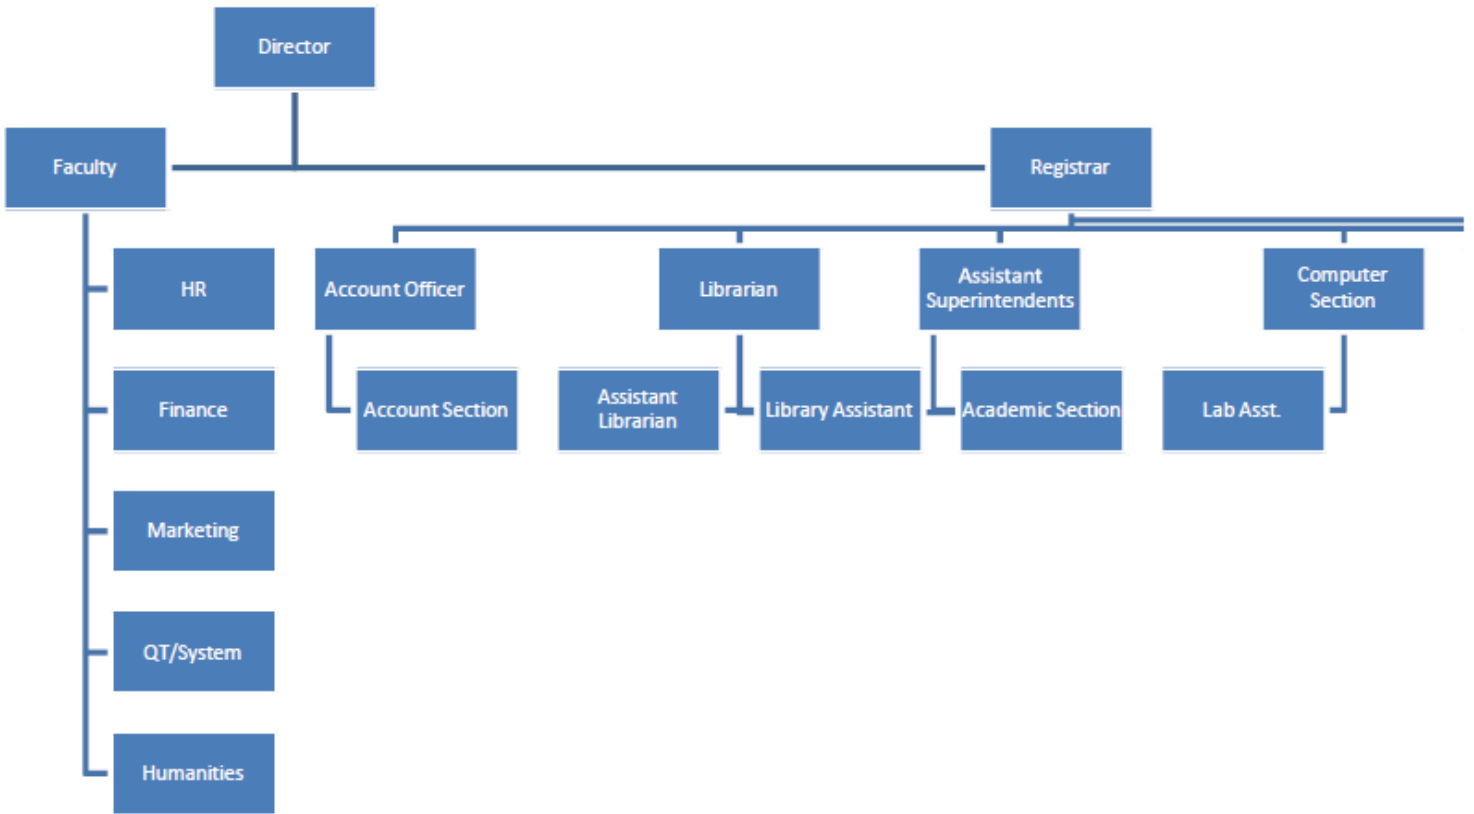 Director
Faculty
Registrar
HR
Account Officer
Librarian
Assistant
Superintendents
Computer
Section
Finance
Account Section
Assistant
Librarian
Library Assistant
Academic Section
Lab Asst.
Marketing
QT/System
Humanities